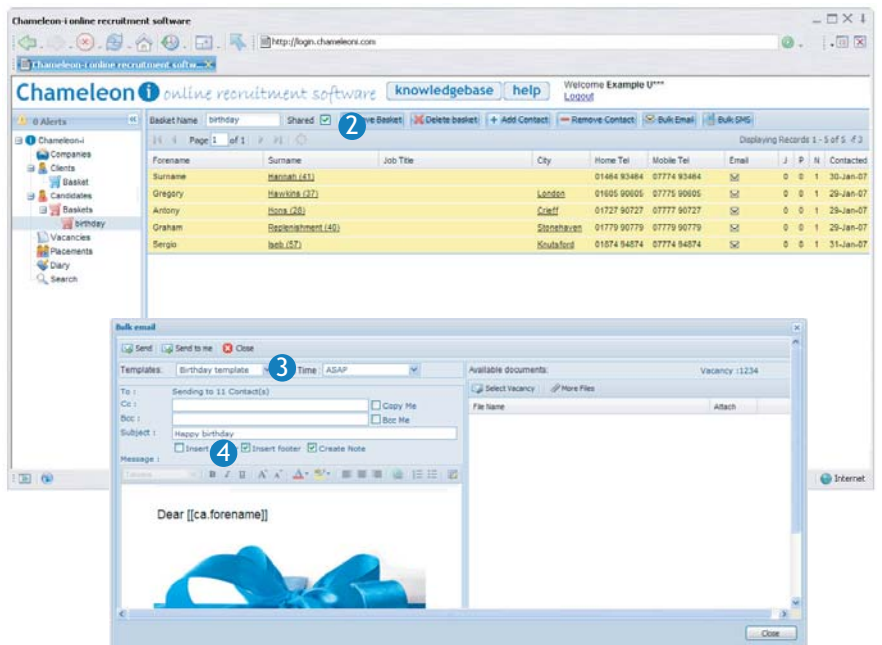 Chameleon-i online recruitment software
http://login.chameleoni.com
Chameleon-i online recruitment softw...
Chameleon i online recruitment software knowledgebase help Welcome Example U***
Logout
0 Alerts
Basket Name birthday Shared 2 ve Basket Delete basket Add Contact Remove Contact Bulk Email Bulk SMS
Page 1 of 1 Displaying Records 1 - 5 of 5
Chameleon-i
Companies
Clients
Basket
Candidates
Baskets
birthday
Vacancies
Placements
Diary
Search
Forename Surname Job Title City Home Tel Mobile Tel Email J P N Contacted
Surname Hannah (41) 01464 93464 07774 93464 0 0 1 30-Jan-07
Gregory Hawkins (37) London 01605 90605 07775 90605 0 0 1 29-Jan-07
Antony Hons (28) Crieff 01727 90727 07777 90727 0 0 1 29-Jan-07
Graham Replenishment (40) Stonehaven 01779 90779 07779 90779 0 0 1 29-Jan-07
Sergio (57) Knutsford 01874 94874 07774 94874 0 0 1 31-Jan-07
Bulk email
Send Send to me Close
Templates: Birthday template 3 Time : ASAP
To : Sending to 11 Contact(s)
Cc : Copy Me
Bcc : Bcc Me
Subject : Happy birthday
Insert 4 Insert footer Create Note
Message :
Tahoma B I U
Dear [[ca.forename]]
Available documents: Vacancy :1234
Select Vacancy More Files
File Name Attach
Close
Internet